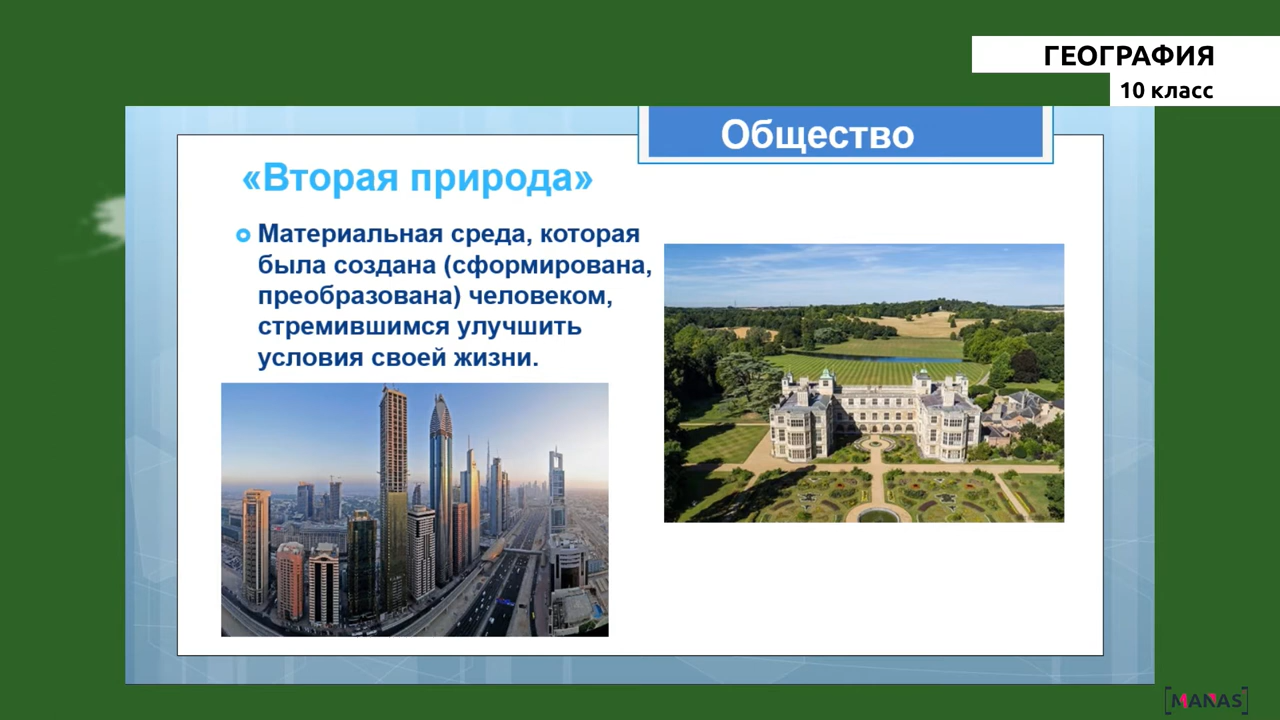 ГЕОГРАФИЯ
10 класс
Общество
«Вторая природа»
Материальная среда, которая
была создана (сформирована,
преобразована) человеком,
стремившимся улучшить
условия своей жизни.
[MANAS]